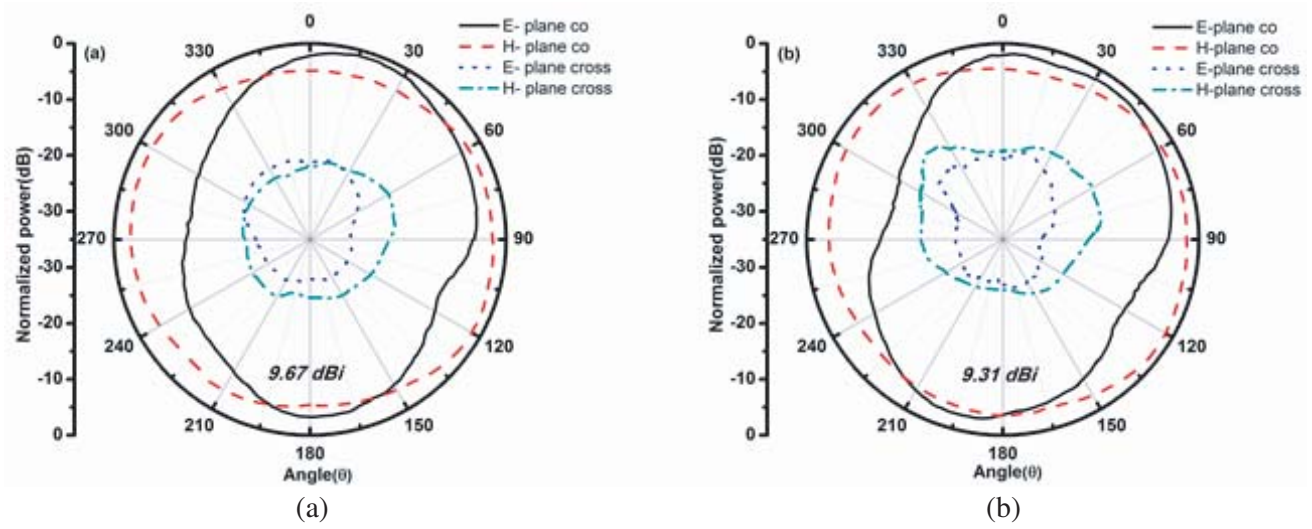 (a)
Normalized power(dB)
0
-10
-20
-30
-30
-20
-10
0
0
30
60
90
120
150
180
210
240
270
300
330
E- plane co
H- plane co
E- plane cross
H- plane cross
9.67 dBi
Angle(θ)
(a)
(b)
Normalized power(dB)
0
-10
-20
-30
-30
-20
-10
0
0
30
60
90
120
150
180
210
240
270
300
330
E-plane co
H-plane co
E-plane cross
H-plane cross
9.31 dBi
Angle(θ)
(b)